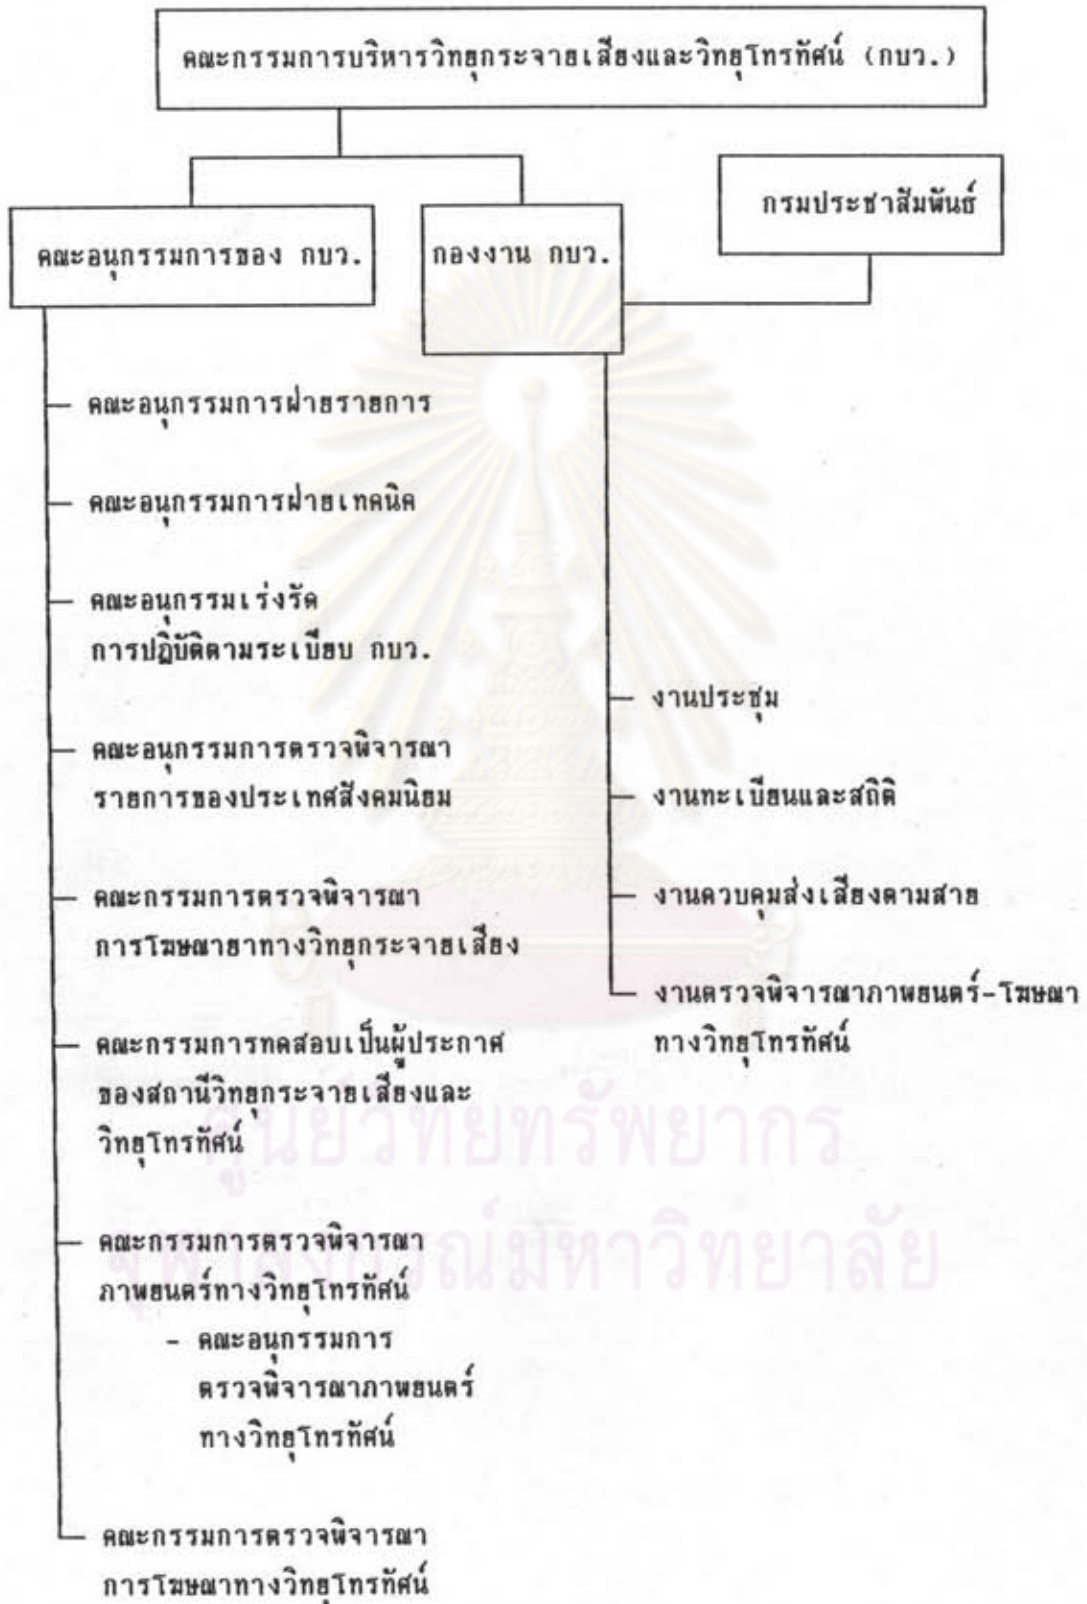 คณะกรรมการบริหารวิทยุกระจายเสียงและวิทยุโทรทัศน์ (กบว.)
กรมประชาสัมพันธ์
คณะอนุกรรมการของ กบว.
กองงาน กบว.
คณะอนุกรรมการฝ่ายรายการ
คณะอนุกรรมการฝ่ายเทคนิค
คณะอนุกรรมเร่งรัด
การปฏิบัติตามระเบียบ กบว.
คณะอนุกรรมการตรวจพิจารณา
รายการของประเทศสังคมนิยม
คณะกรรมการตรวจพิจารณา
การโฆษณายาทางวิทยุกระจายเสียง
คณะกรรมการทดสอบเป็นผู้ประกาศ
ของสถานีวิทยุกระจายเสียงและ
วิทยุโทรทัศน์
คณะกรรมการตรวจพิจารณา
ภาพยนตร์ทางวิทยุโทรทัศน์
- คณะอนุกรรมการ
ตรวจพิจารณาภาพยนตร์
ทางวิทยุโทรทัศน์
คณะกรรมการตรวจพิจารณา
การโฆษณาทางวิทยุโทรทัศน์
งานประชุม
งานทะเบียนและสถิติ
งานควบคุมส่งเสียงตามสาย
งานตรวจพิจารณาภาพยนตร์-โฆษณา
ทางวิทยุโทรทัศน์
ศูนย์วิทยทรัพยากร
จุฬาลงกรณ์มหาวิทยาลัย